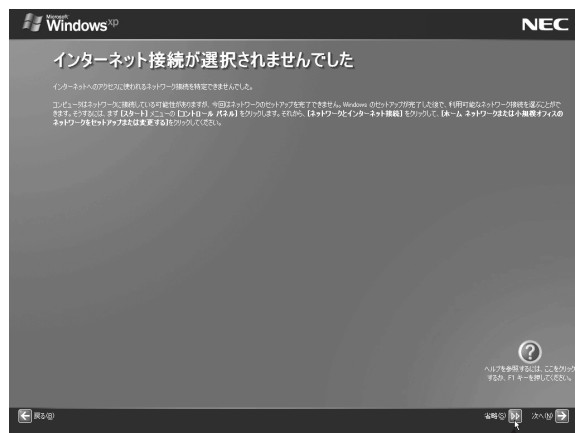 Microsoft
Windows xp
NEC
インターネット接続が選択されませんでした
インターネットへのアクセスに使われるネットワーク接続を特定できませんでした。
コンピュータはネットワークに接続している可能性がありますが、今回はネットワークのセットアップを完了できません。Windows のセットアップが完了した後で、利用可能なネットワーク接続を選ぶことがで
きます。そうするには、まず [スタート] メニューの [コントロール パネル] をクリックします。それから、[ネットワークとインターネット接続] をクリックして、[ホーム ネットワークまたは小規模オフィスの
ネットワークをセットアップまたは変更する]をクリックしてください。
?
ヘルプを参照するには、ここをクリック
するか、F1 キーを押してください。
戻る(B)
省略(S)
次へ(N)